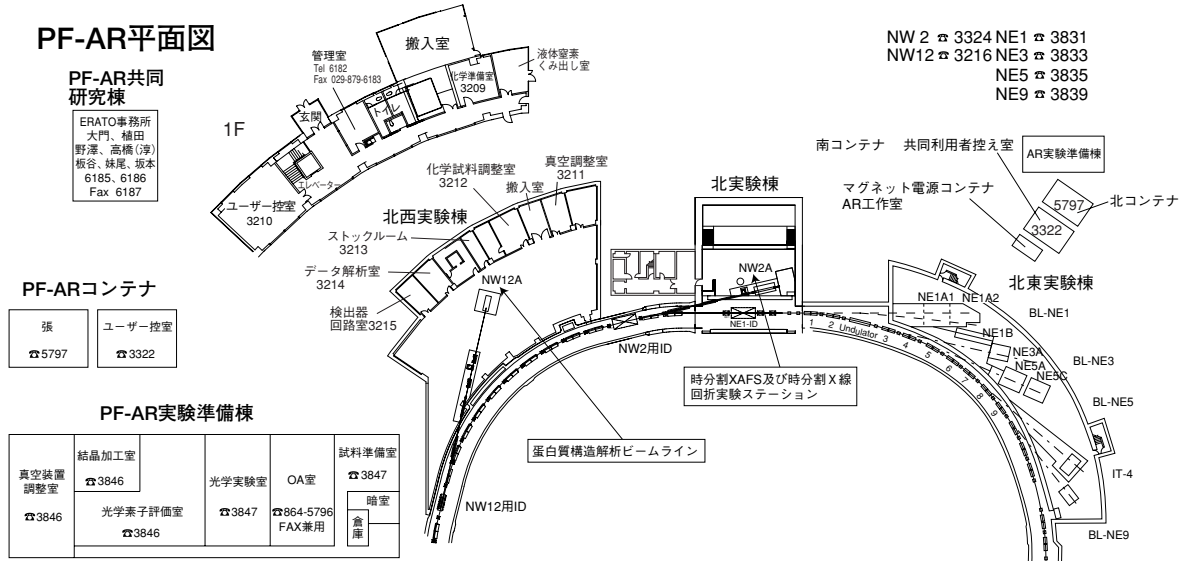 PF-AR平面図
PF-AR共同
研究棟
ERATO事務所
大門、植田
野澤、高橋(淳)
板谷、妹尾、坂本
6185、6186
Fax 6187
1F
管理室
Tel 6182
Fax 029-879-6183
搬入室
液体窒素
くみ出し室
化学準備室
3209
トイレ
玄関
エレベーター
ユーザー控室
3210
NW 2 ☎ 3324 NE1 ☎ 3831
NW12 ☎ 3216 NE3 ☎ 3833
NE5 ☎ 3835
NE9 ☎ 3839
南コンテナ
共同利用者控え室
AR実験準備棟
マグネット電源コンテナ
AR工作室
5797
北コンテナ
3322
北西実験棟
化学試料調整室
3212
搬入室
真空調整室
3211
ストックルーム
3213
データ解析室
3214
検出器
回路室3215
NW12A
北実験棟
NW2A
NE1-ID
NW2用ID
NW12用ID
1
2
Undulator
3
4
5
6
7
8
9
北東実験棟
NE1A1
NE1A2
BL-NE1
NE1B
NE3A
NE5A
NE5C
BL-NE3
BL-NE5
IT-4
BL-NE9
時分割XAFS及び時分割X線
回折実験ステーション
蛋白質構造解析ビームライン
PF-ARコンテナ
張
☎5797
ユーザー控室
☎3322
PF-AR実験準備棟
真空装置
調整室
☎3846
結晶加工室
☎3846
光学素子評価室
☎3846
光学実験室
☎3847
OA室
☎864-5796
FAX兼用
試料準備室
☎3847
暗室
倉庫